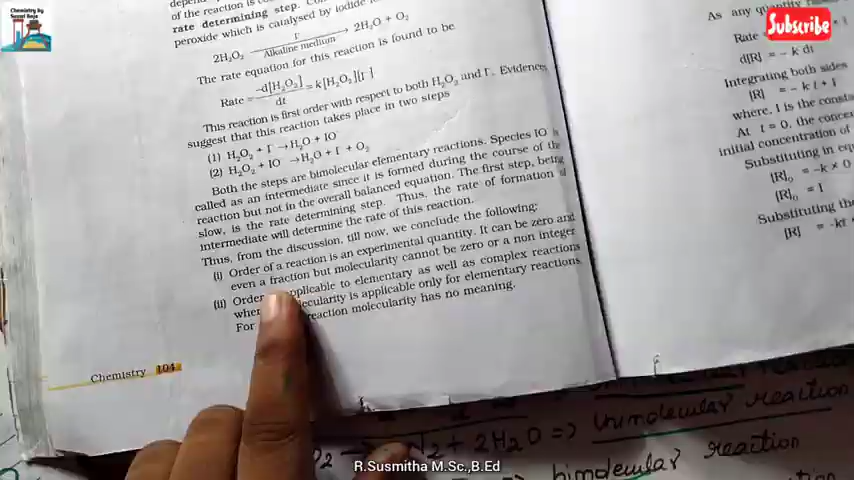 Chemistry by
Susmi Raya
Subscribe
of the reaction is co
rate determining step. Con
peroxide which is catalysed by iodide i
2H₂O₂ —I⁻ / Alkaline medium→ 2H₂O + O₂
The rate equation for this reaction is found to be
Rate = -d[H₂O₂]/dt = k[H₂O₂][I⁻]
This reaction is first order with respect to both H₂O₂ and I⁻. Evidences
suggest that this reaction takes place in two steps
(1) H₂O₂ + I⁻ → H₂O + IO⁻
(2) H₂O₂ + IO⁻ → H₂O + I⁻ + O₂
Both the steps are bimolecular elementary reactions. Species IO⁻ is
called as an intermediate since it is formed during the course of the
reaction but not in the overall balanced equation. The first step, being
slow, is the rate determining step. Thus, the rate of formation of
intermediate will determine the rate of this reaction.
Thus, from the discussion, till now, we conclude the following:
(i) Order of a reaction is an experimental quantity. It can be zero and
even a fraction but molecularity cannot be zero or a non integer
(ii) Order applicable to elementary as well as complex reactions
wher molecularity is applicable only for elementary reactions
For reaction molecularity has no meaning.
Chemistry 104
As any quantity
Rate =
d[R] = – k dt
Integrating both sides
[R] = – k t + I
where, I is the consta
At t = 0, the concen
initial concentration of
Substituting in equ
[R]₀ = –k × 0
[R]₀ = I
Substituting the
[R] = -kt
+ 2H₂O ⇒ Unimolecular reaction
bimolecular reaction
R.Susmitha M.Sc.,B.Ed